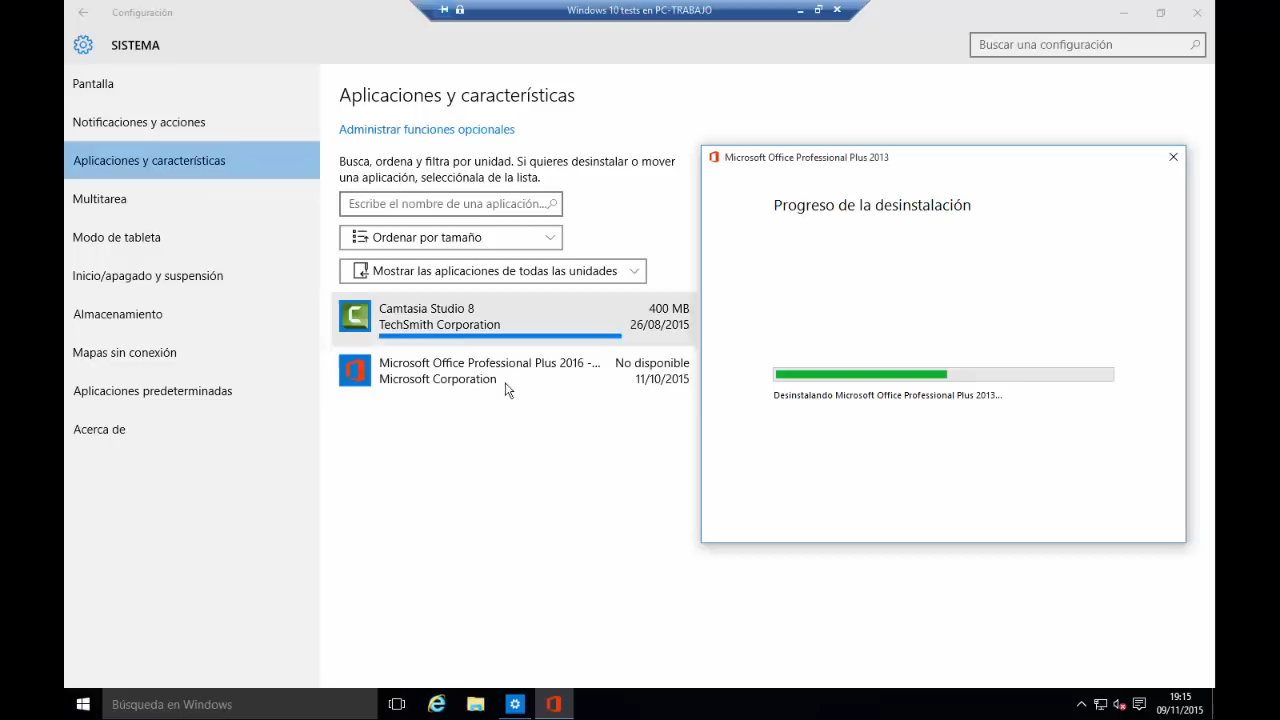 Configuración
Windows 10 tests en PC-TRABAJO
SISTEMA
Buscar una configuración
Pantalla
Notificaciones y acciones
Aplicaciones y características
Multitarea
Modo de tableta
Inicio/apagado y suspensión
Almacenamiento
Mapas sin conexión
Aplicaciones predeterminadas
Acerca de
Aplicaciones y características
Administrar funciones opcionales
Busca, ordena y filtra por unidad. Si quieres desinstalar o mover
una aplicación, selecciónala de la lista.
Escribe el nombre de una aplicación...
Ordenar por tamaño
Mostrar las aplicaciones de todas las unidades
Camtasia Studio 8 400 MB
TechSmith Corporation 26/08/2015
Microsoft Office Professional Plus 2016 -... No disponible
Microsoft Corporation 11/10/2015
Microsoft Office Professional Plus 2013
Progreso de la desinstalación
Desinstalando Microsoft Office Professional Plus 2013...
Búsqueda en Windows
19:15
09/11/2015